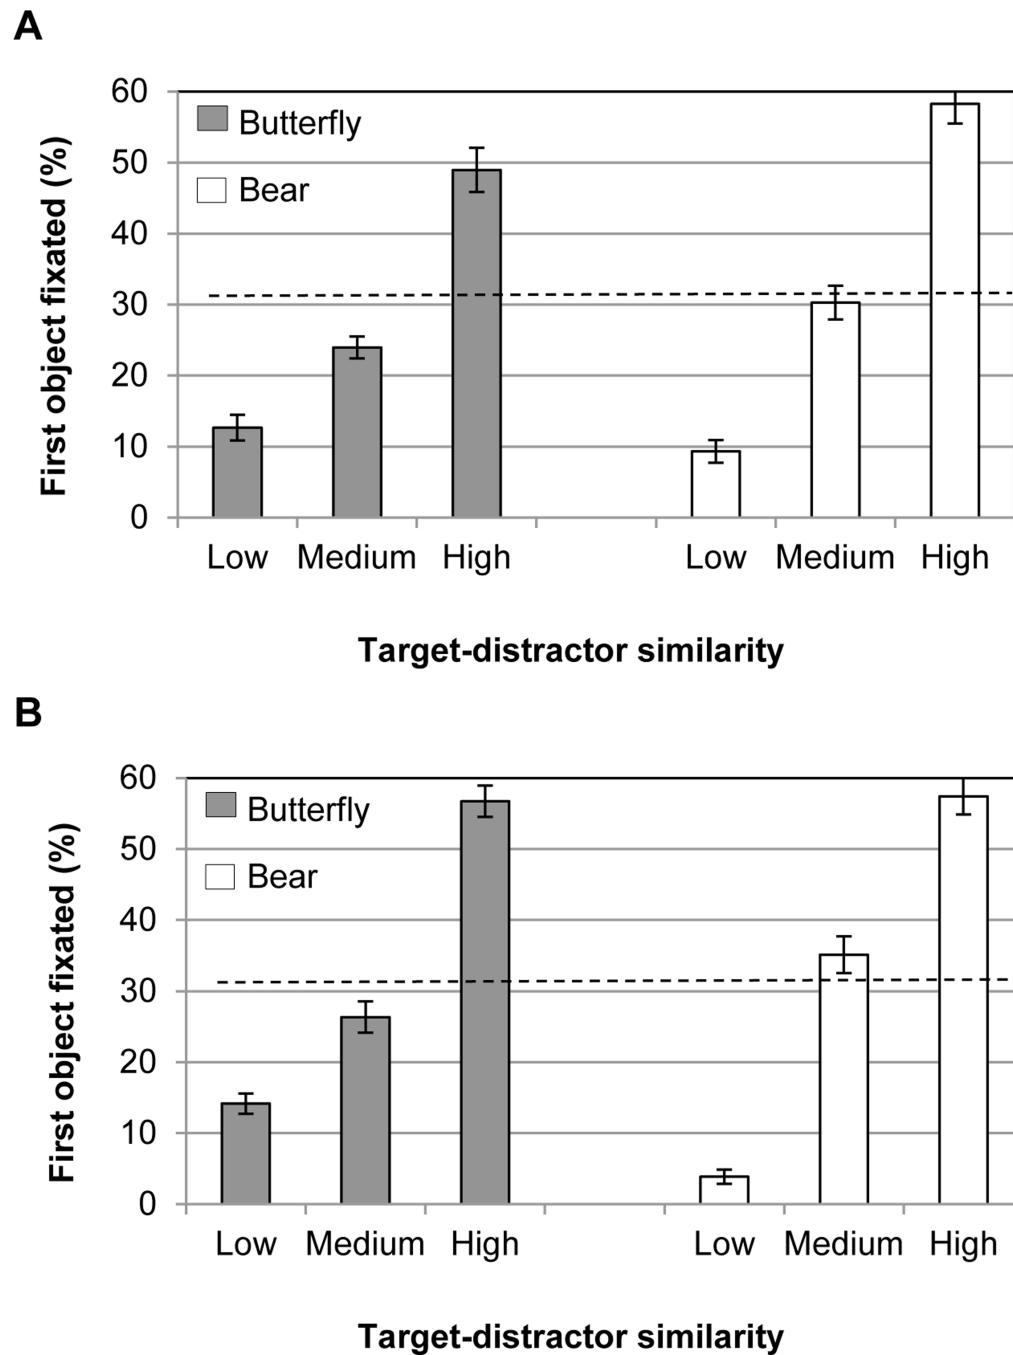 A
60
50
40
30
20
10
0
First object fixated (%)
Butterfly
Bear
Low Medium High Low Medium High
Target-distractor similarity
B
60
50
40
30
20
10
0
First object fixated (%)
Butterfly
Bear
Low Medium High Low Medium High
Target-distractor similarity